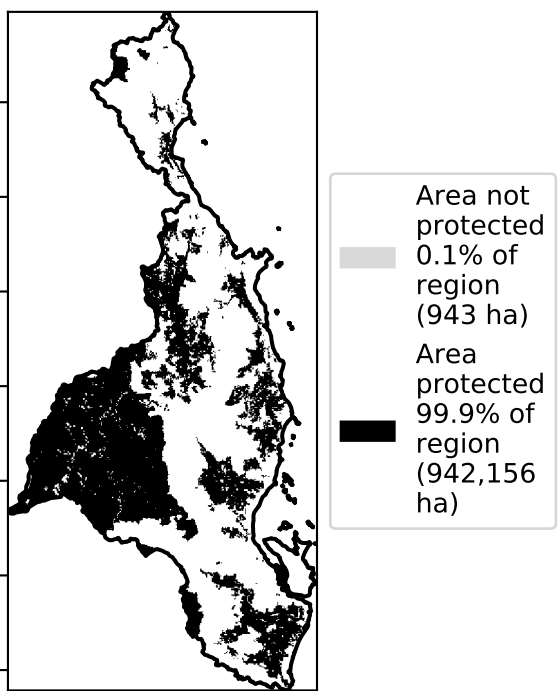 Area not
protected
0.1% of
region
(943 ha)
Area
protected
99.9% of
region
(942,156
ha)